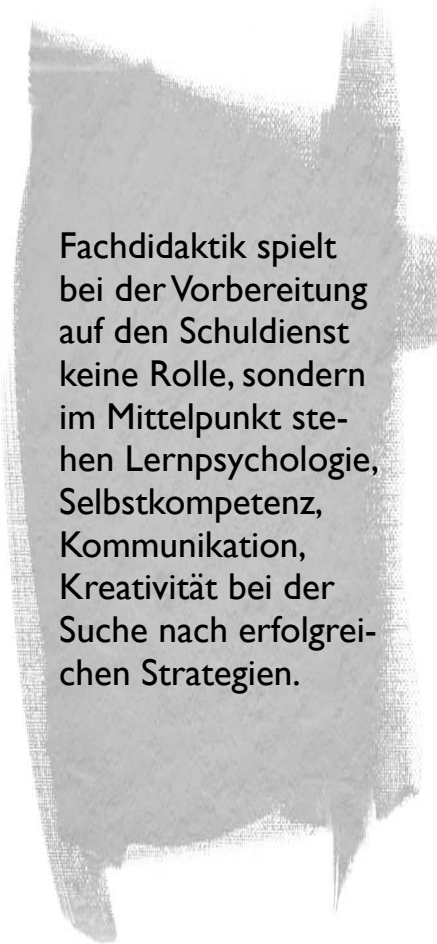 Fachdidaktik spielt
bei der Vorbereitung
auf den Schuldienst
keine Rolle, sondern
im Mittelpunkt ste-
hen Lernpsychologie,
Selbstkompetenz,
Kommunikation,
Kreativität bei der
Suche nach erfolgrei-
chen Strategien.